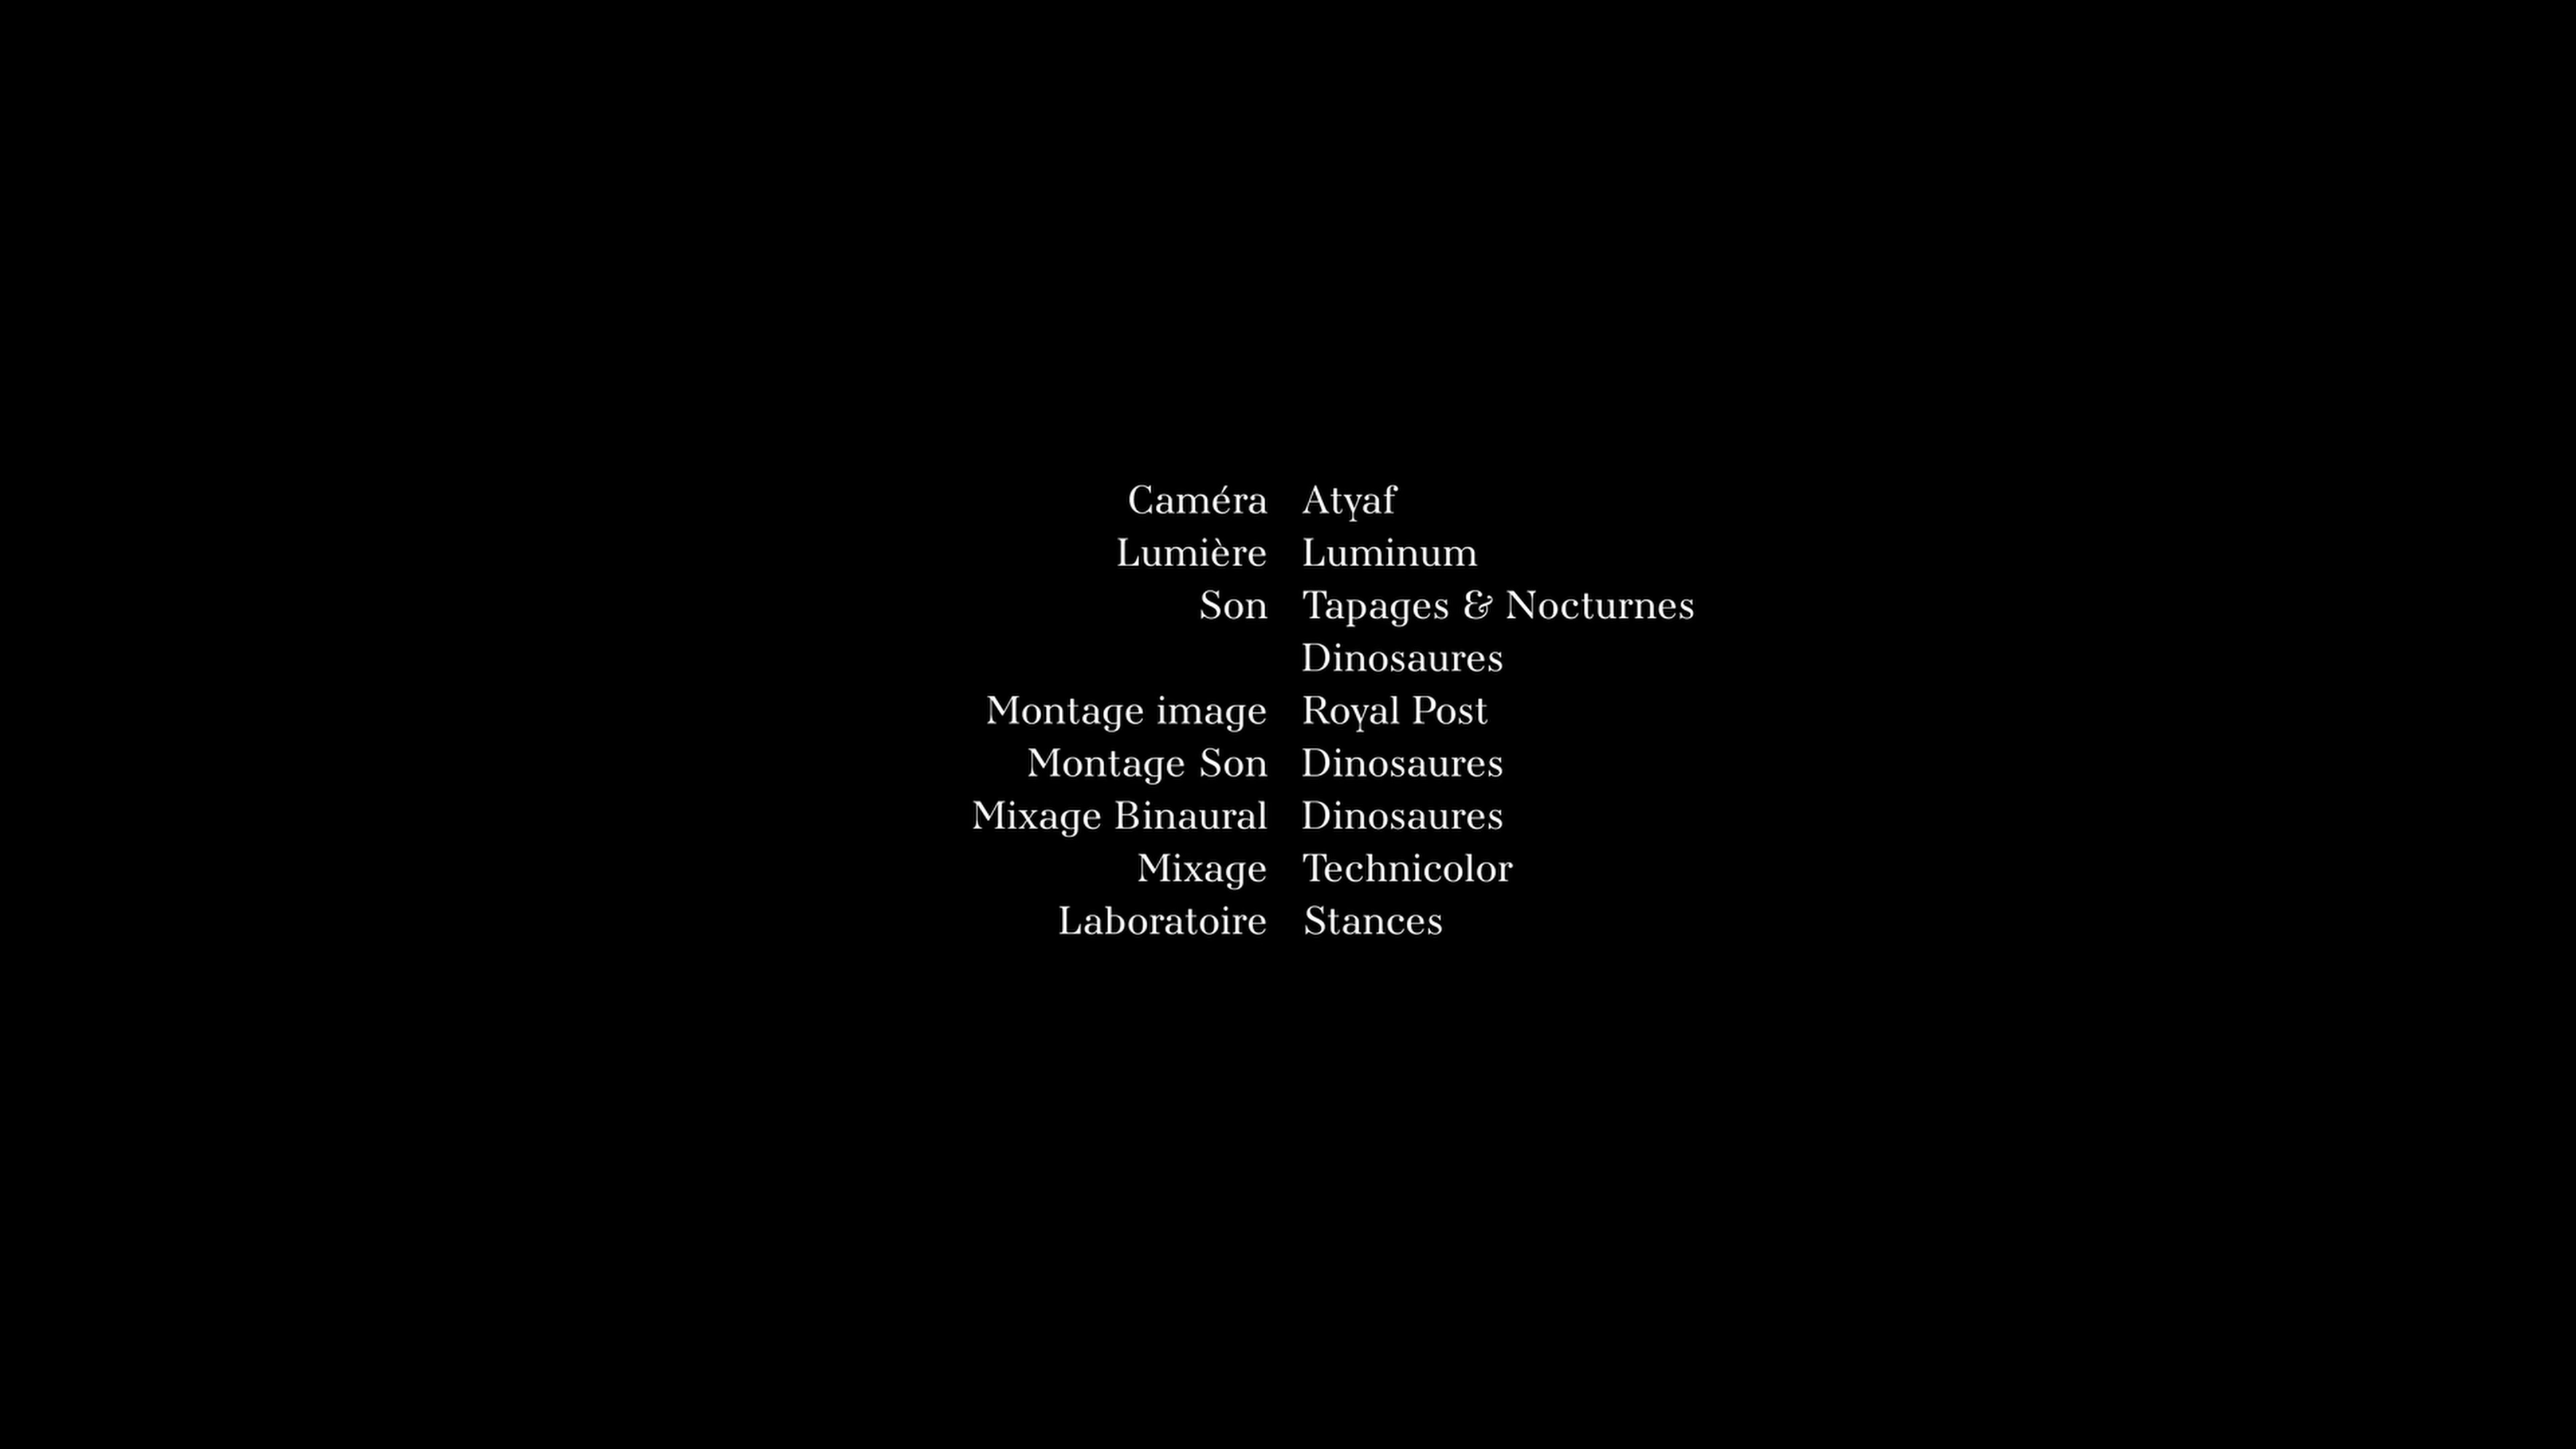 Caméra Atyaf
Lumière Luminum
Son Tapages & Nocturnes
Dinosaures
Montage image Royal Post
Montage Son Dinosaures
Mixage Binaural Dinosaures
Mixage Technicolor
Laboratoire Stances